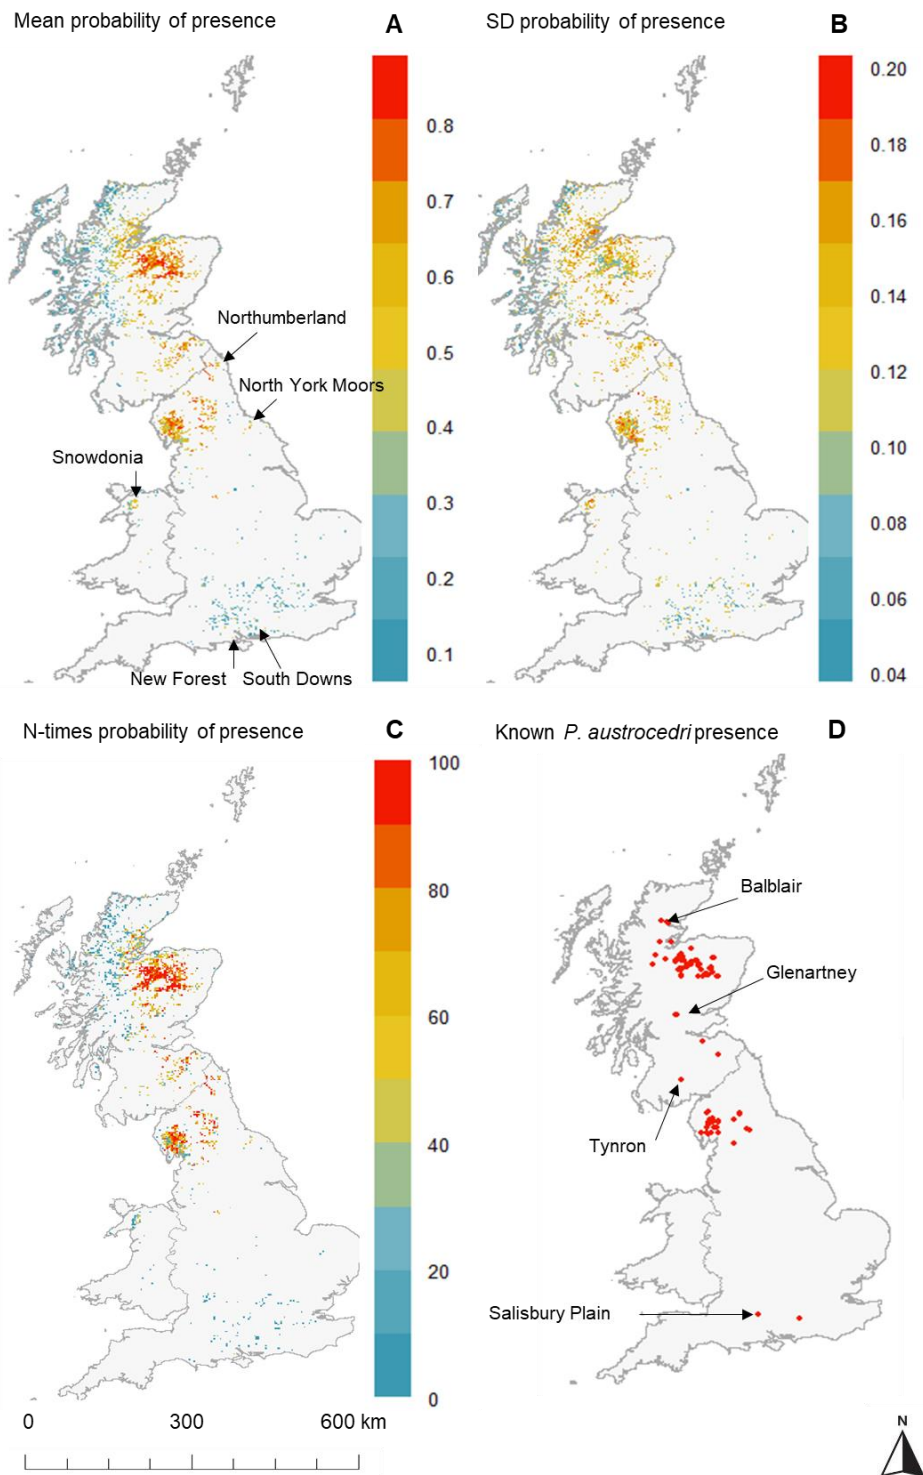 Mean probability of presence A
SD probability of presence B
0.8
0.7
0.6
0.5
0.4
0.3
0.2
0.1
Northumberland
North York Moors
Snowdonia
New Forest South Downs
0.20
0.18
0.16
0.14
0.12
0.10
0.08
0.06
0.04
N-times probability of presence C
Known P. austrocedri presence D
100
80
60
40
20
0
Balblair
Glenartney
Tynron
Salisbury Plain
0 300 600 km
N